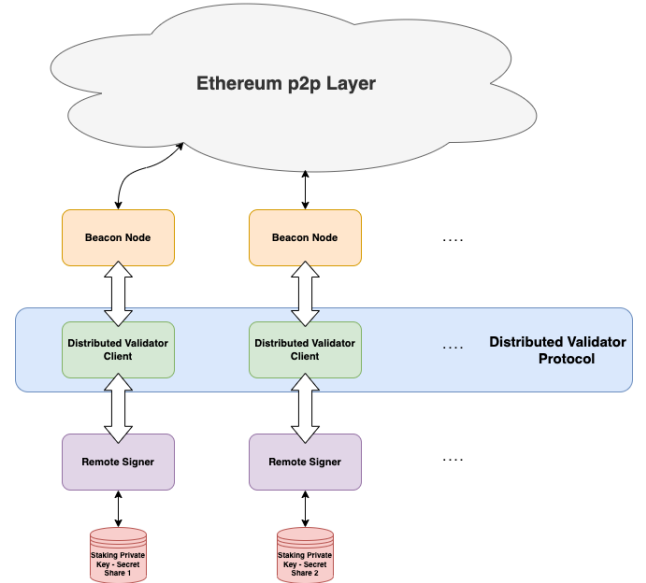 Ethereum p2p Layer
Beacon Node
Beacon Node
....
Distributed Validator
Client
Distributed Validator
Client
....
Distributed Validator
Protocol
Remote Signer
Remote Signer
....
Staking Private
Key - Secret
Share 1
Staking Private
Key - Secret
Share 2